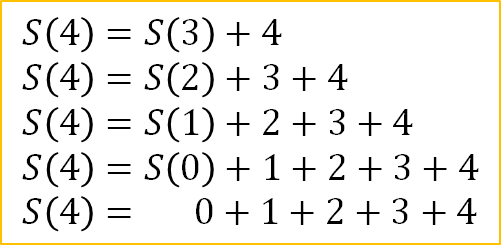 S(4) = S(3) + 4
S(4) = S(2) + 3 + 4
S(4) = S(1) + 2 + 3 + 4
S(4) = S(0) + 1 + 2 + 3 + 4
S(4) = 0 + 1 + 2 + 3 + 4